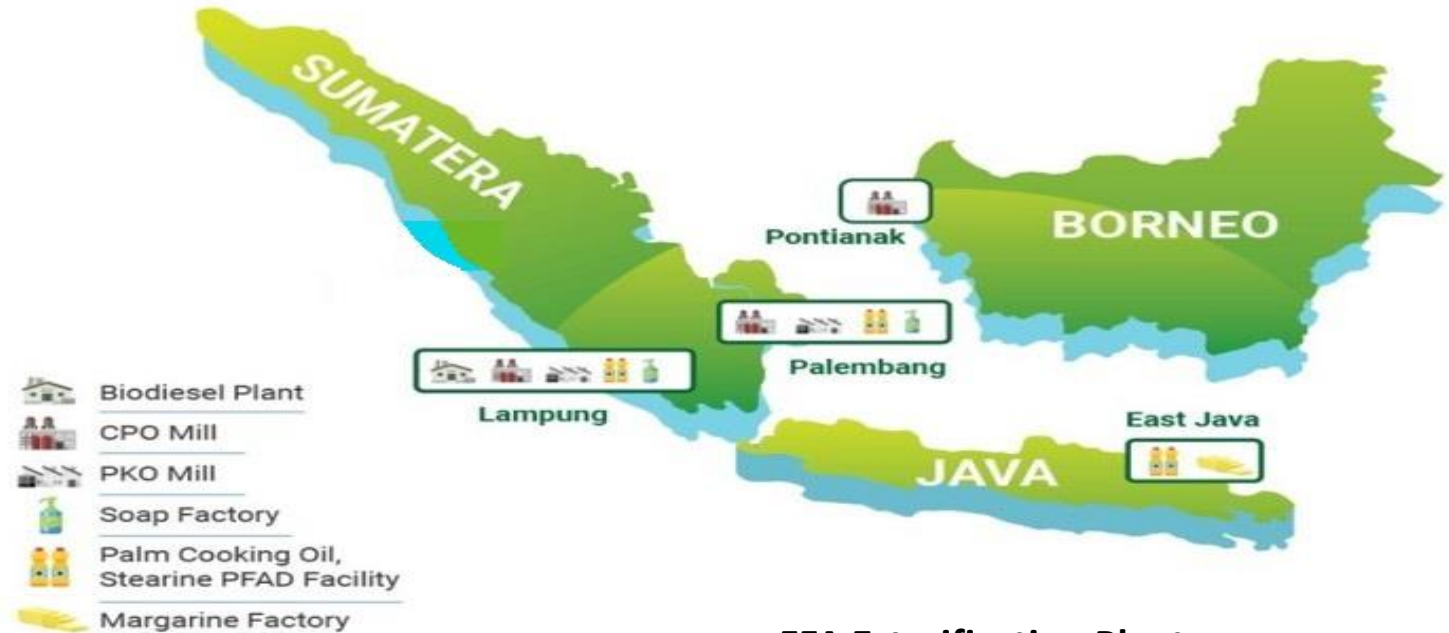 SUMATERA
BORNEO
Pontianak
Palembang
Lampung
East Java
JAVA
Biodiesel Plant
CPO Mill
PKO Mill
Soap Factory
Palm Cooking Oil,
Stearine PFAD Facility
Margarine Factory